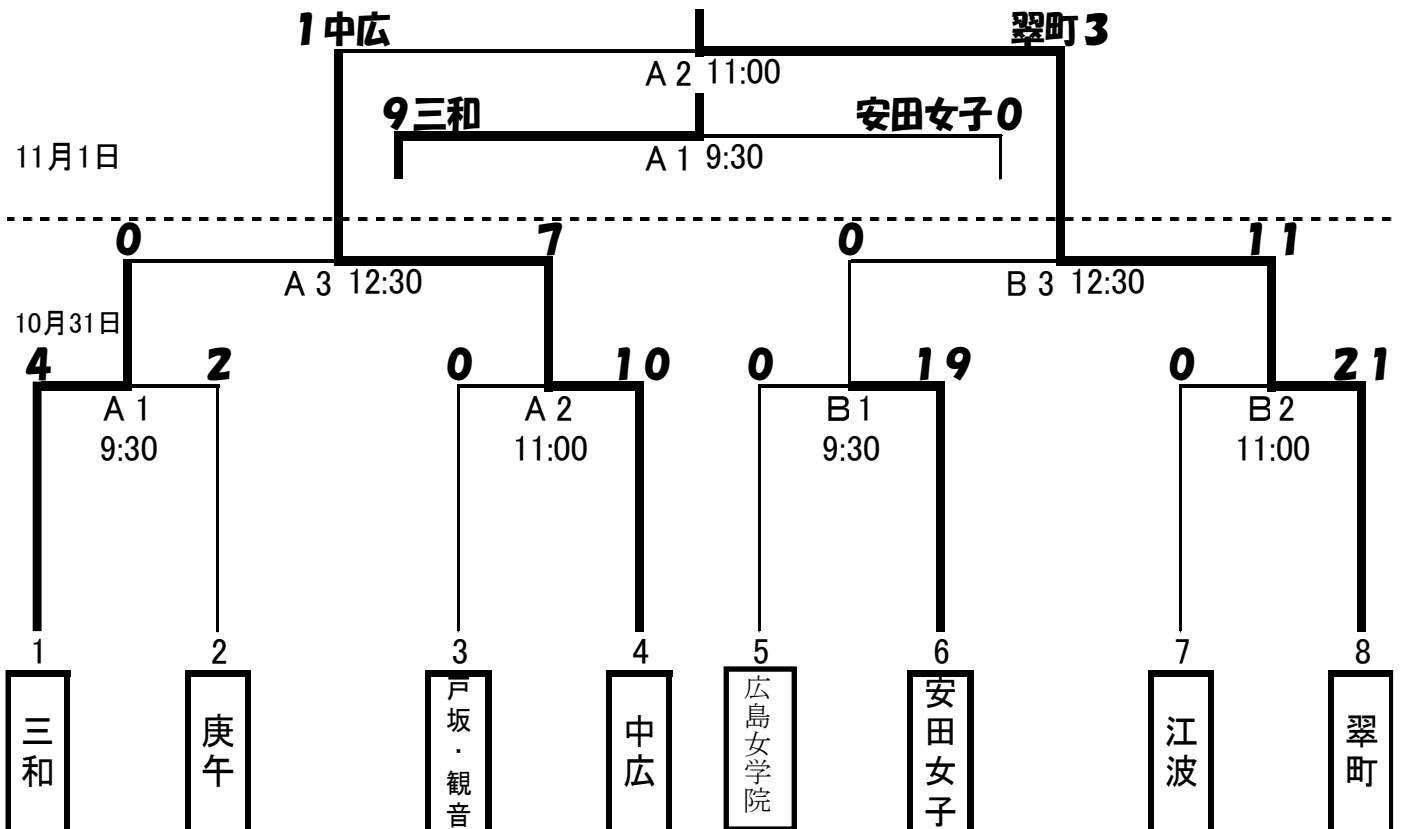 1中広 翠町3
A2 11:00
9三和 安田女子0
11月1日 A1 9:30
0 7 0 11
A3 12:30 B3 12:30
10月31日
4 2 0 10 0 19 0 21
A1 A2 B1 B2
9:30 11:00 9:30 11:00
1 2 3 4 5 6 7 8
三和
庚午
戸坂・観音
中広
広島女学院
安田女子
江波
翠町